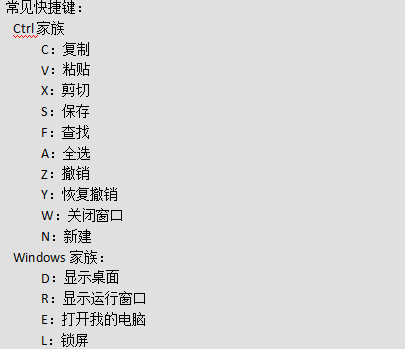 常见快捷键：
Ctrl 家族
C：复制
V：粘贴
X：剪切
S：保存
F：查找
A：全选
Z：撤销
Y：恢复撤销
W：关闭窗口
N：新建
Windows 家族：
D：显示桌面
R：显示运行窗口
E：打开我的电脑
L：锁屏